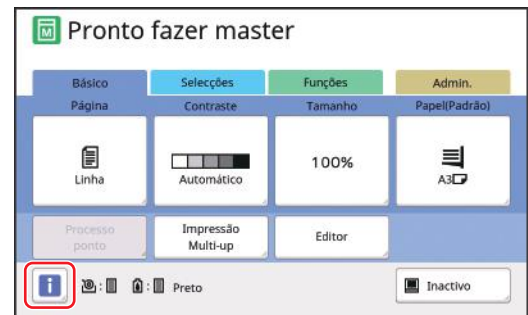 M
Pronto fazer master
Básico Selecções Funções Admin.
Página Contraste Tamanho Papel(Padrão)
Linha Automático 100% A3
Processo ponto Impressão Multi-up Editor
i : : Preto Inactivo